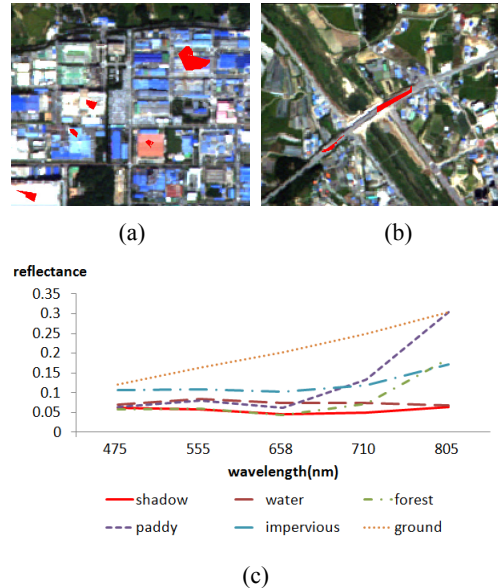 (a) (b)
reflectance
0.35
0.3
0.25
0.2
0.15
0.1
0.05
0
475 555 658 710 805
wavelength(nm)
shadow water forest
paddy impervious ground
(c)